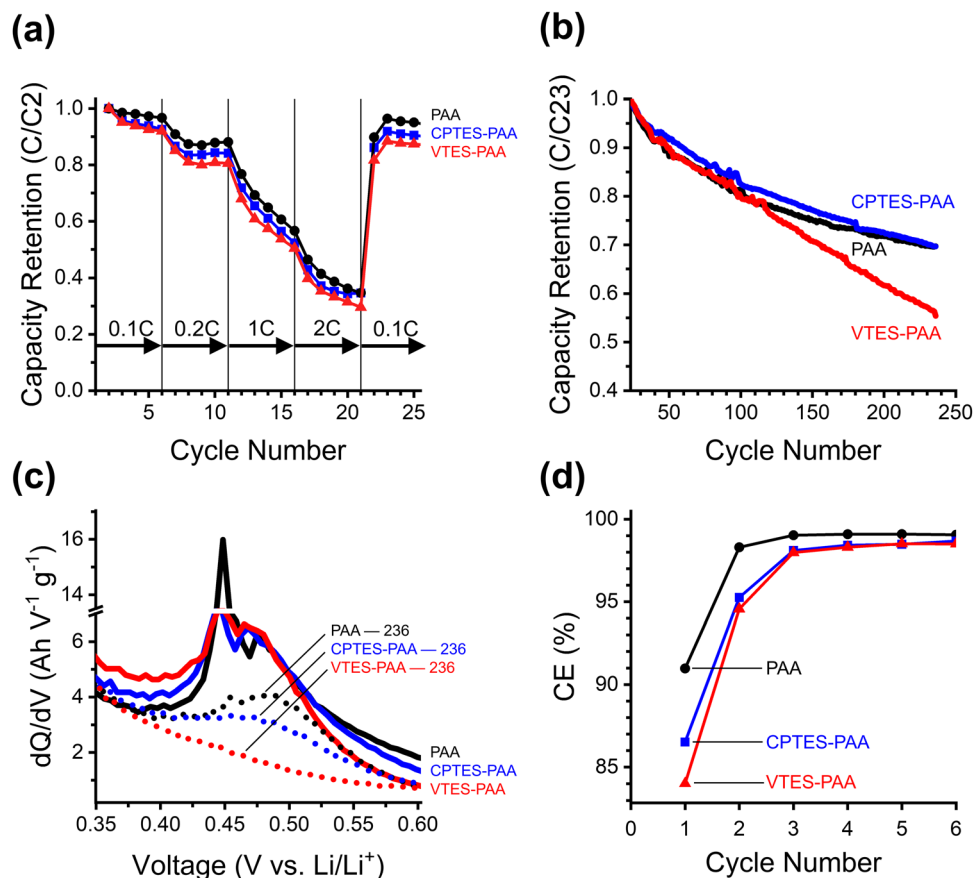 (a)
Capacity Retention (C/C2)
1.0
0.8
0.6
0.4
0.2
0.0
PAA
CPTES-PAA
VTES-PAA
0.1C 0.2C 1C 2C 0.1C
5 10 15 20 25
Cycle Number
(b)
Capacity Retention (C/C23)
1.0
0.9
0.8
0.7
0.6
0.5
0.4
CPTES-PAA
PAA
VTES-PAA
50 100 150 200 250
Cycle Number
(c)
dQ/dV (Ah V⁻¹ g⁻¹)
16
14
6
4
2
PAA — 236
CPTES-PAA — 236
VTES-PAA — 236
PAA
CPTES-PAA
VTES-PAA
0.35 0.40 0.45 0.50 0.55 0.60
Voltage (V vs. Li/Li⁺)
(d)
CE (%)
100
95
90
85
PAA
CPTES-PAA
VTES-PAA
0 1 2 3 4 5 6
Cycle Number